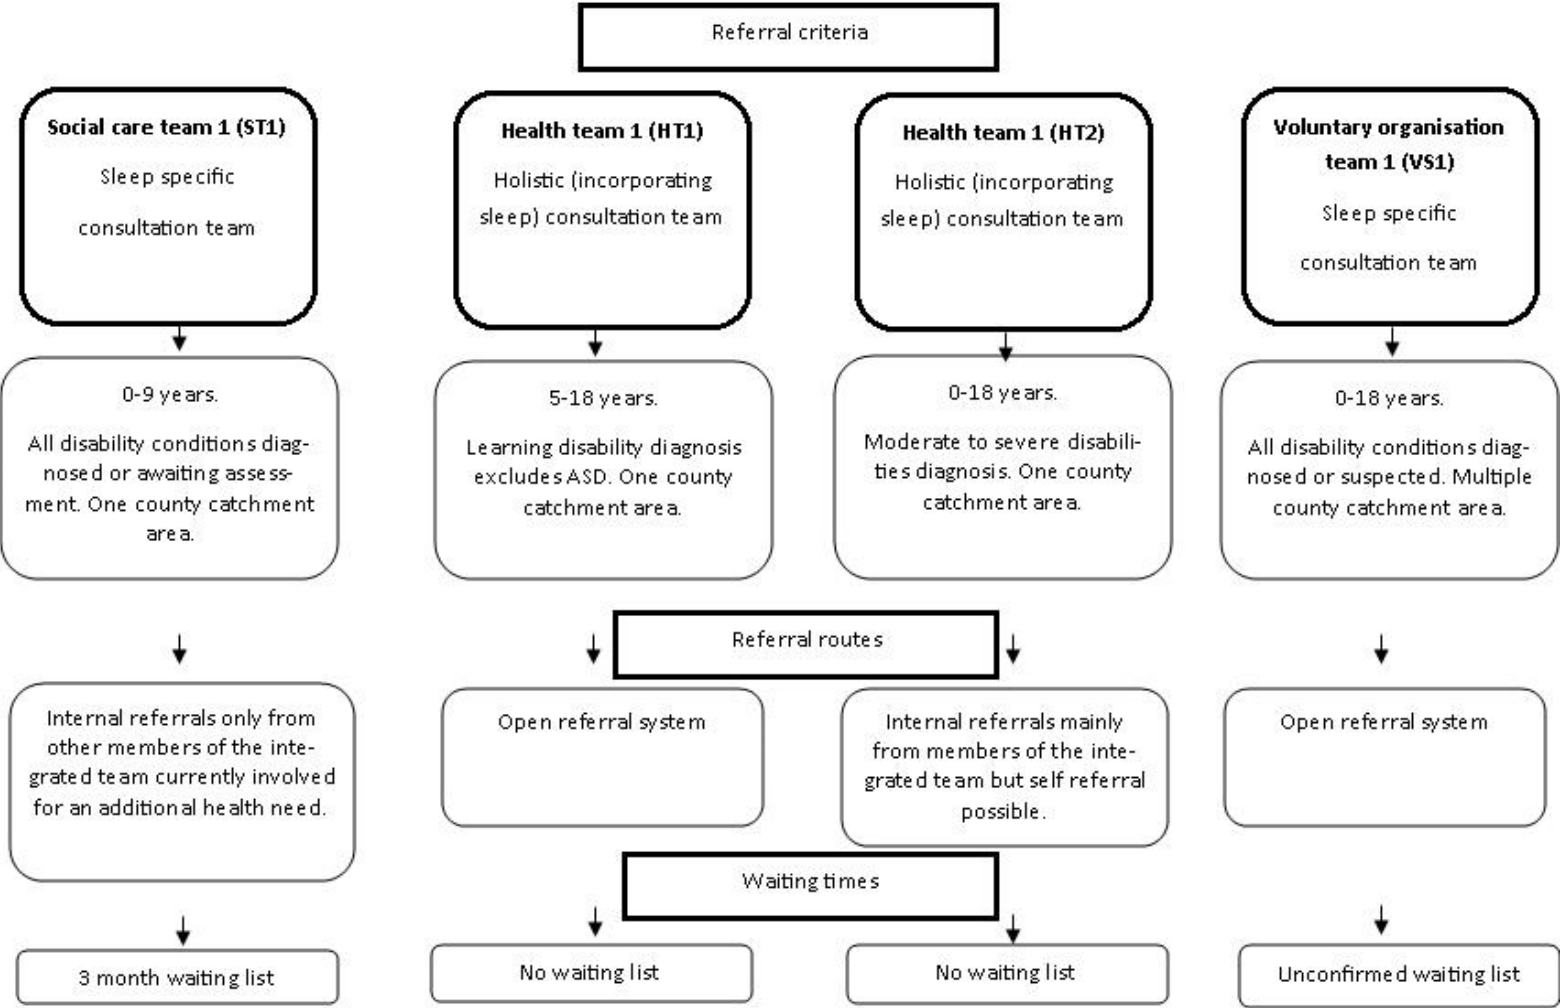 Referral criteria
Social care team 1 (ST1)
Sleep specific
consultation team
Health team 1 (HT1)
Holistic (incorporating
sleep) consultation team
Health team 1 (HT2)
Holistic (incorporating
sleep) consultation team
Voluntary organisation
team 1 (VS1)
Sleep specific
consultation team
0-9 years.
All disability conditions diag-
nosed or awaiting assess-
ment. One county catchment
area.
5-18 years.
Learning disability diagnosis
excludes ASD. One county
catchment area.
0-18 years.
Moderate to severe disabili-
ties diagnosis. One county
catchment area.
0-18 years.
All disability conditions diag-
nosed or suspected. Multiple
county catchment area.
Referral routes
Internal referrals only from
other members of the inte-
grated team currently involved
for an additional health need.
Open referral system
Internal referrals mainly
from members of the inte-
grated team but self referral
possible.
Open referral system
Waiting times
3 month waiting list
No waiting list
No waiting list
Unconfirmed waiting list